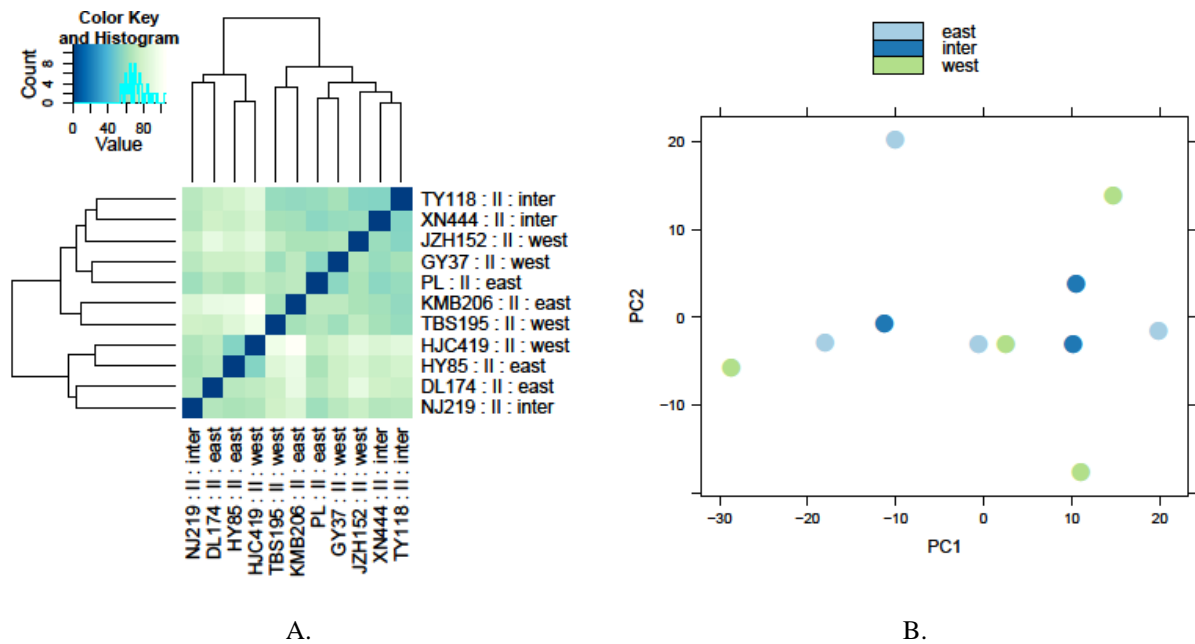 Color Key
and Histogram
Count
0 4 8
0 40 80
Value
TY118 : II : inter
XN444 : II : inter
JZH152 : II : west
GY37 : II : west
PL : II : east
KMB206 : II : east
TBS195 : II : west
HJC419 : II : west
HY85 : II : east
DL174 : II : east
NJ219 : II : inter
NJ219 : II : inter
DL174 : II : east
HY85 : II : east
HJC419 : II : west
TBS195 : II : west
KMB206 : II : east
PL : II : east
GY37 : II : west
JZH152 : II : west
XN444 : II : inter
TY118 : II : inter
A.
east
inter
west
20
10
0
−10
PC2
−30 −20 −10 0 10 20
PC1
B.